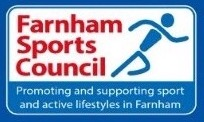 Farnham
Sports
Council
Promoting and supporting sport
and active lifestyles in Farnham